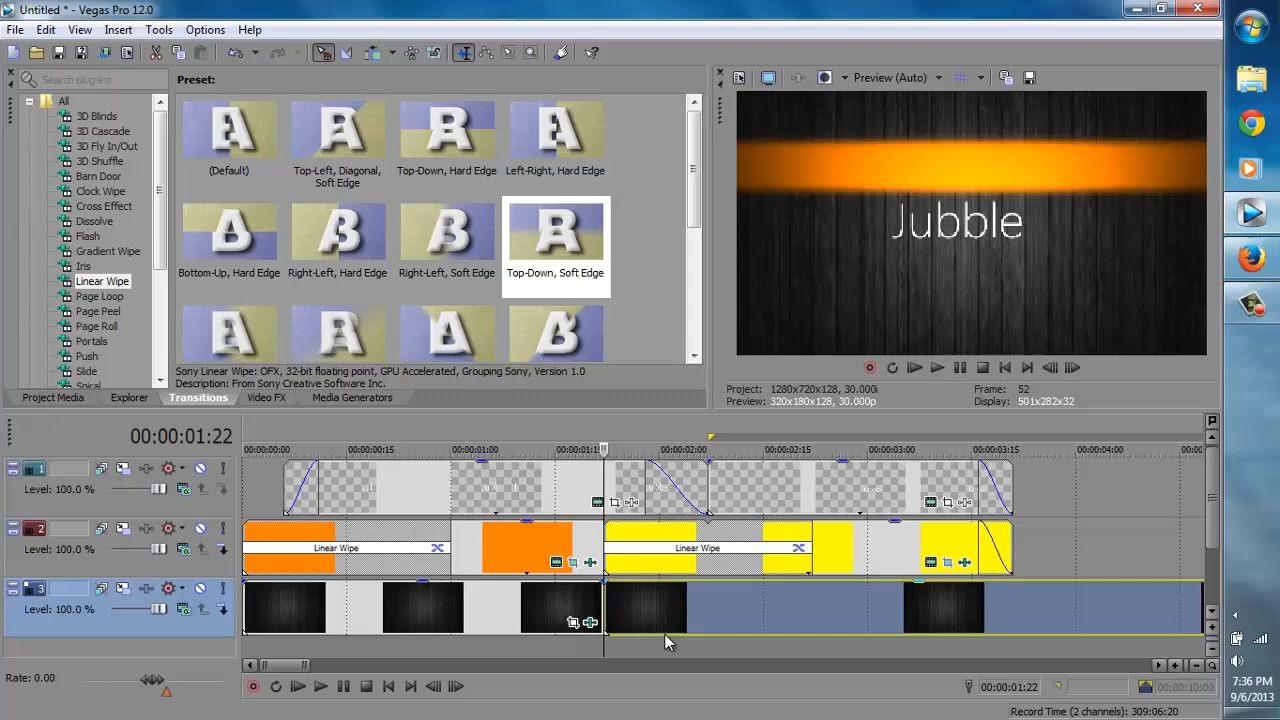 Untitled * - Vegas Pro 12.0
File Edit View Insert Tools Options Help
Search plug-ins
Preset:
Preview (Auto)
All
3D Blinds
3D Cascade
3D Fly In/Out
3D Shuffle
Barn Door
Clock Wipe
Cross Effect
Dissolve
Flash
Gradient Wipe
Iris
Linear Wipe
Page Loop
Page Peel
Page Roll
Portals
Push
Slide
Spiral
(Default)
Top-Left, Diagonal, Soft Edge
Top-Down, Hard Edge
Left-Right, Hard Edge
Bottom-Up, Hard Edge
Right-Left, Hard Edge
Right-Left, Soft Edge
Top-Down, Soft Edge
Sony Linear Wipe: OFX, 32-bit floating point, GPU Accelerated, Grouping Sony, Version 1.0
Description: From Sony Creative Software Inc.
Jubble
Project: 1280x720x128, 30.000i
Frame: 52
Preview: 320x180x128, 30.000p
Display: 501x282x32
Project Media Explorer Transitions Video FX Media Generators
00:00:01:22
00:00:00:00 00:00:00:15 00:00:01:00 00:00:01:15 00:00:02:00 00:00:02:15 00:00:03:00 00:00:03:15 00:00:04:00
1
Level: 100.0 %
2
Level: 100.0 %
Linear Wipe
Linear Wipe
3
Level: 100.0 %
Rate: 0.00
00:00:01:22
00:00:10:00
Record Time (2 channels): 309:06:20
7:36 PM
9/6/2013